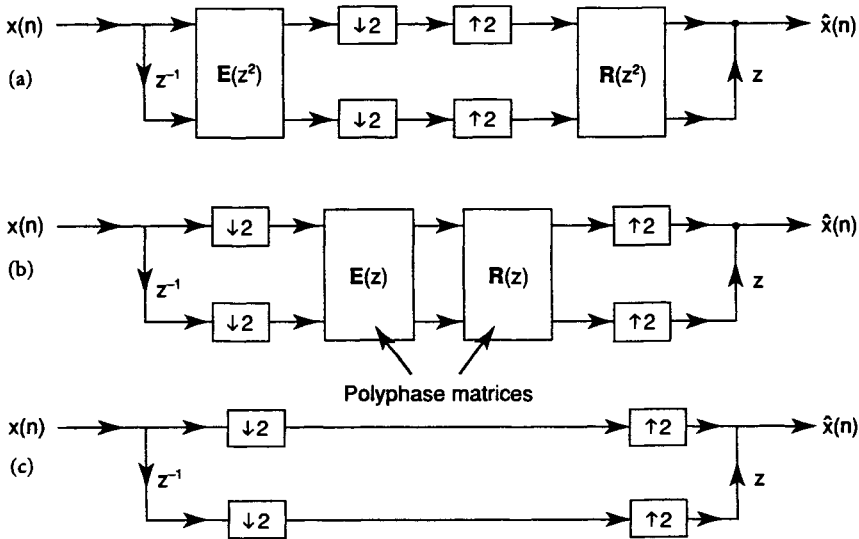 x(n) ↓2 ↑2 x̂(n)
(a) z⁻¹ E(z²) R(z²) z
↓2 ↑2
x(n) ↓2 ↑2 x̂(n)
(b) z⁻¹ E(z) R(z) z
↓2 ↑2
Polyphase matrices
x(n) ↓2 ↑2 x̂(n)
(c) z⁻¹ z
↓2 ↑2